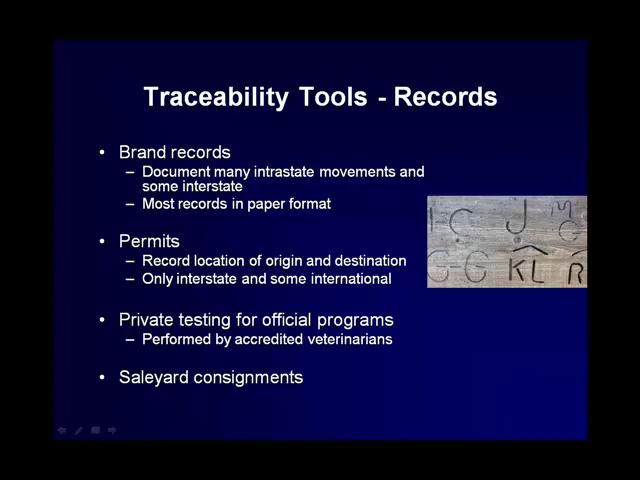 Traceability Tools - Records
• Brand records
– Document many intrastate movements and
some interstate
– Most records in paper format
• Permits
– Record location of origin and destination
– Only interstate and some international
• Private testing for official programs
– Performed by accredited veterinarians
• Saleyard consignments
J
G-G KL R